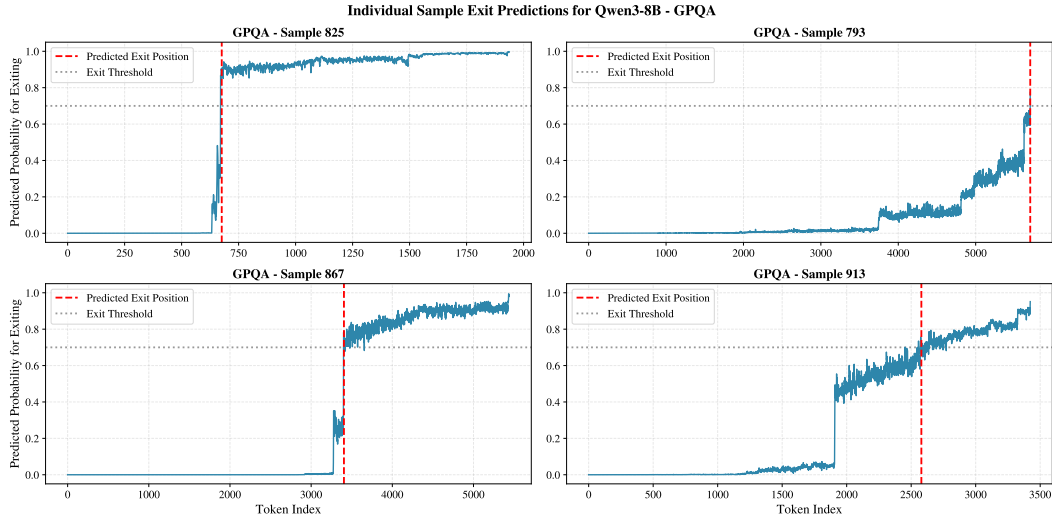 Individual Sample Exit Predictions for Qwen3-8B - GPQA
GPQA - Sample 825
Predicted Probability for Exiting
1.0
0.8
0.6
0.4
0.2
0.0
Predicted Exit Position
Exit Threshold
0 250 500 750 1000 1250 1500 1750 2000
GPQA - Sample 793
1.0
0.8
0.6
0.4
0.2
0.0
Predicted Exit Position
Exit Threshold
0 1000 2000 3000 4000 5000
GPQA - Sample 867
Predicted Probability for Exiting
1.0
0.8
0.6
0.4
0.2
0.0
Predicted Exit Position
Exit Threshold
0 1000 2000 3000 4000 5000
Token Index
GPQA - Sample 913
1.0
0.8
0.6
0.4
0.2
0.0
Predicted Exit Position
Exit Threshold
0 500 1000 1500 2000 2500 3000 3500
Token Index